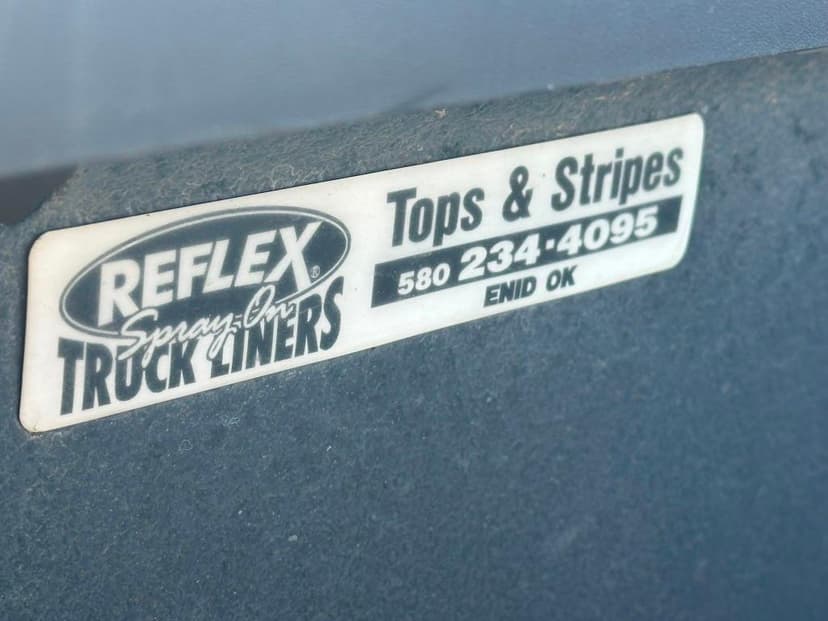 REFLEX®
Spray-On
TRUCK LINERS
Tops & Stripes
580 234-4095
ENID OK